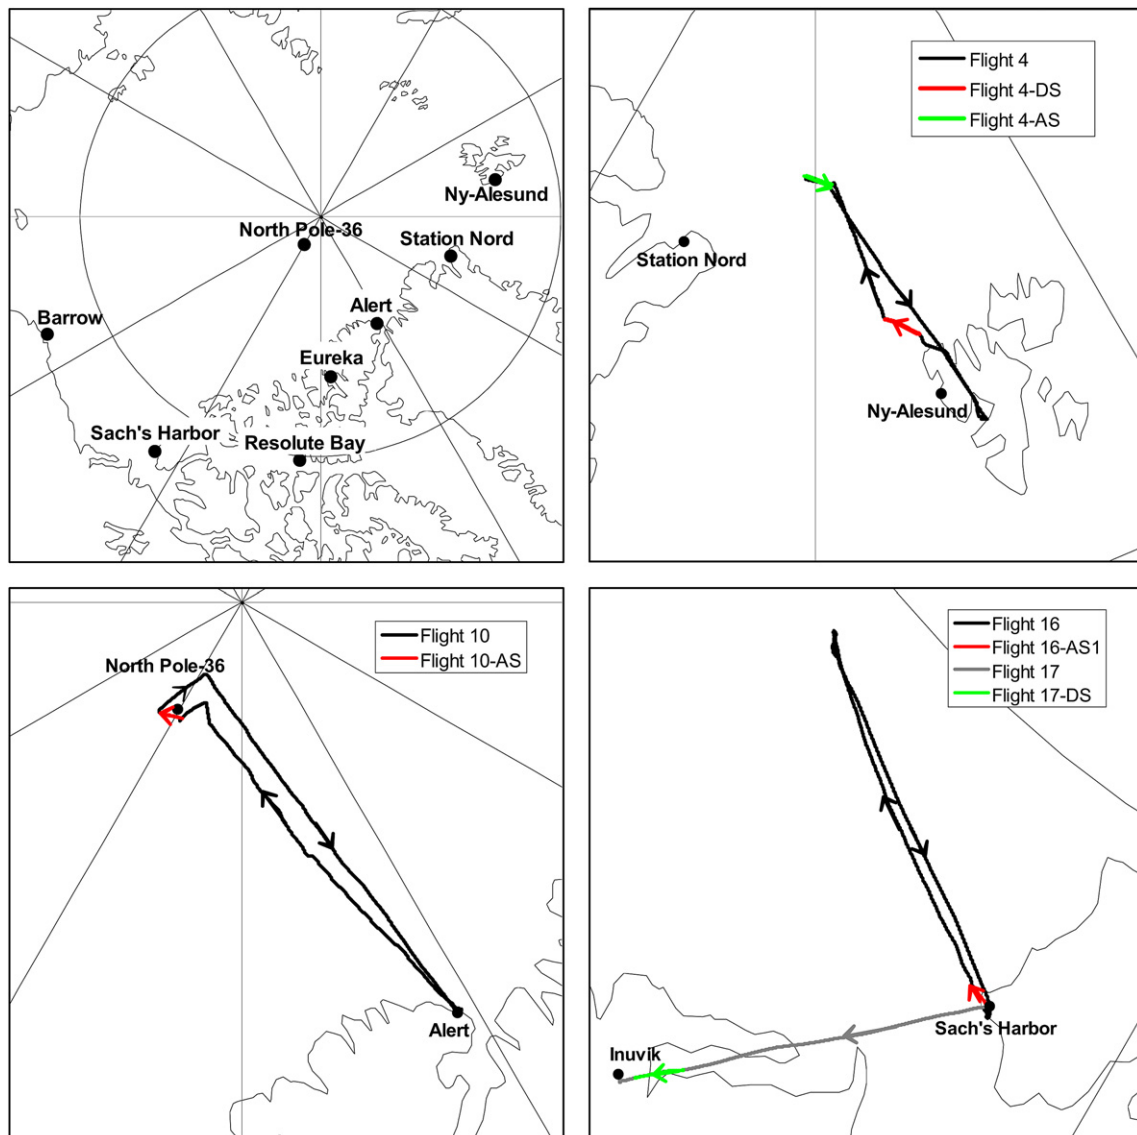 Ny-Alesund
North Pole-36
Station Nord
Alert
Barrow
Eureka
Sach's Harbor
Resolute Bay
Flight 4
Flight 4-DS
Flight 4-AS
Station Nord
Ny-Alesund
Flight 10
Flight 10-AS
North Pole-36
Alert
Flight 16
Flight 16-AS1
Flight 17
Flight 17-DS
Sach's Harbor
Inuvik